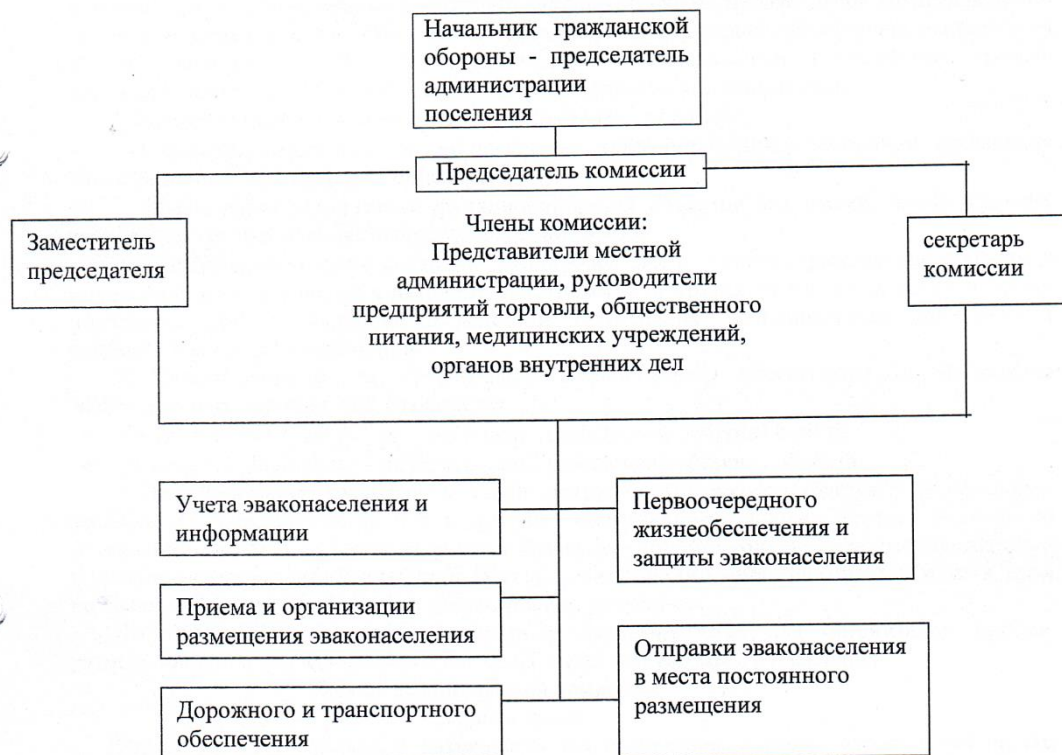 Начальник гражданской
обороны - председатель
администрации
поселения
Председатель комиссии
Заместитель
председателя
Члены комиссии:
Представители местной
администрации, руководители
предприятий торговли, общественного
питания, медицинских учреждений,
органов внутренних дел
секретарь
комиссии
Учета эваконаселения и
информации
Первоочередного
жизнеобеспечения и
защиты эваконаселения
Приема и организации
размещения эваконаселения
Отправки эваконаселения
в места постоянного
размещения
Дорожного и транспортного
обеспечения